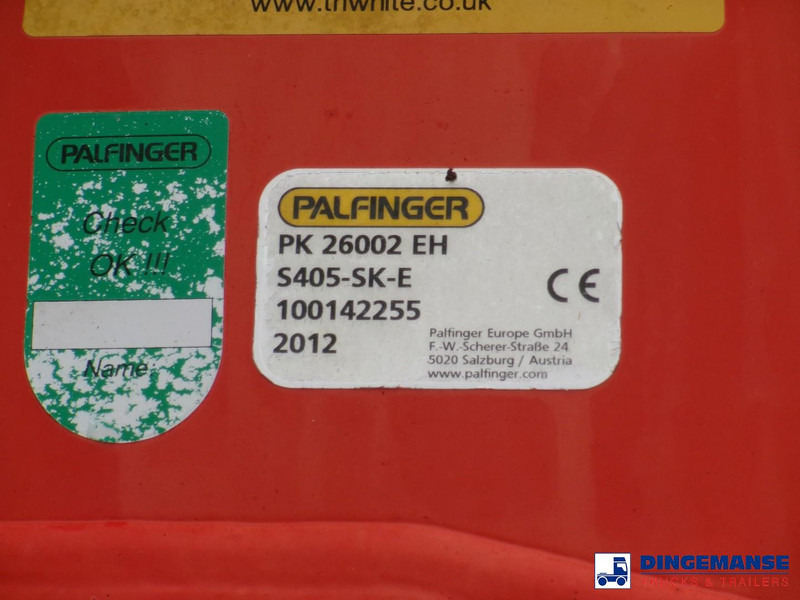 www.thwhite.co.uk
PALFINGER
Check
OK !!!
Name
PALFINGER
PK 26002 EH
S405-SK-E
100142255
2012
CE
Palfinger Europe GmbH
F.-W.-Scherer-Straße 24
5020 Salzburg / Austria
www.palfinger.com
DINGEMANSE
TRUCKS & TRAILERS